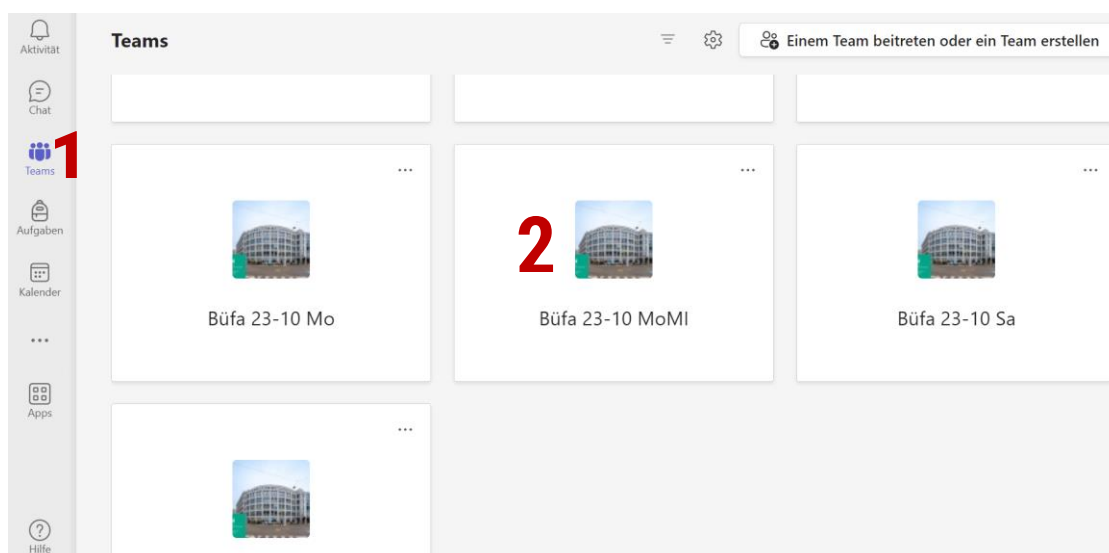 Aktivität
Chat
1
Teams
Aufgaben
Kalender
...
Apps
Hilfe
Teams
Einem Team beitreten oder ein Team erstellen
...
...
...
2
Büfa 23-10 Mo
Büfa 23-10 MoMI
Büfa 23-10 Sa
...